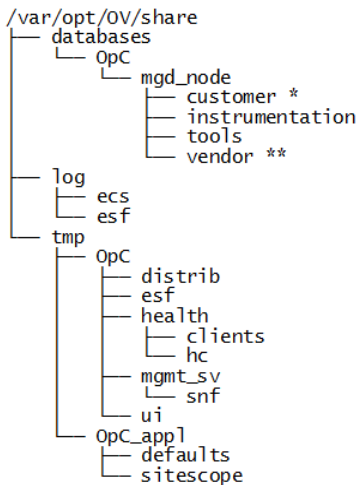 /var/opt/OV/share
├── databases
│   └── OpC
│       └── mgd_node
│           ├── customer *
│           ├── instrumentation
│           ├── tools
│           └── vendor **
├── log
│   ├── ecs
│   └── esf
└── tmp
    ├── OpC
    │   ├── distrib
    │   ├── esf
    │   ├── health
    │   │   ├── clients
    │   │   └── hc
    │   ├── mgmt_sv
    │   │   └── snf
    │   └── ui
    └── OpC_appl
        ├── defaults
        └── sitescope